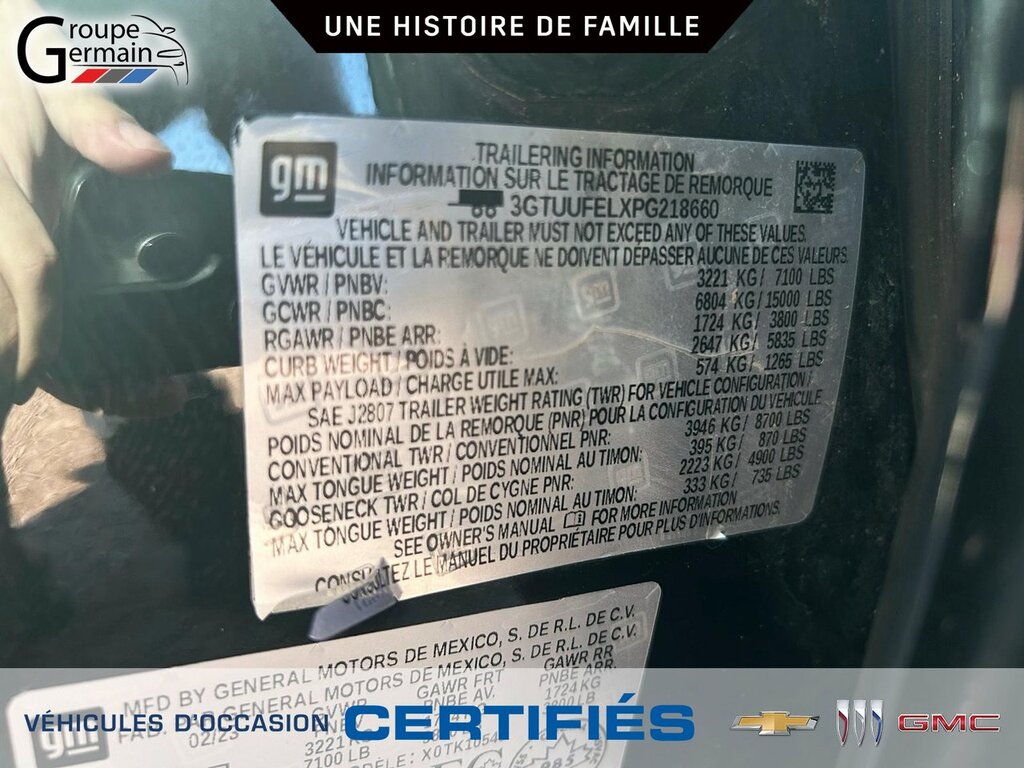 UNE HISTOIRE DE FAMILLE
Groupe
Germain
gm
TRAILERING INFORMATION
INFORMATION SUR LE TRACTAGE DE REMORQUE
3GTUUFELXPG218660
VEHICLE AND TRAILER MUST NOT EXCEED ANY OF THESE VALUES.
LE VÉHICULE ET LA REMORQUE NE DOIVENT DÉPASSER AUCUNE DE CES VALEURS.
GVWR / PNBV: 3221 KG / 7100 LBS
GCWR / PNBC: 6804 KG / 15000 LBS
RGAWR / PNBE ARR: 1724 KG / 3800 LBS
CURB WEIGHT / POIDS À VIDE: 2647 KG / 5835 LBS
MAX PAYLOAD / CHARGE UTILE MAX: 574 KG / 1265 LBS
SAE J2807 TRAILER WEIGHT RATING (TWR) FOR VEHICLE CONFIGURATION /
POIDS NOMINAL DE LA REMORQUE (PNR) POUR LA CONFIGURATION DU VÉHICULE
CONVENTIONAL TWR / CONVENTIONNEL PNR: 3946 KG / 8700 LBS
MAX TONGUE WEIGHT / POIDS NOMINAL AU TIMON: 395 KG / 870 LBS
GOOSENECK TWR / COL DE CYGNE PNR: 2223 KG / 4900 LBS
MAX TONGUE WEIGHT / POIDS NOMINAL AU TIMON: 333 KG / 735 LBS
SEE OWNER'S MANUAL FOR MORE INFORMATION
CONSULTEZ LE MANUEL DU PROPRIÉTAIRE POUR PLUS D'INFORMATIONS.
gm
MFD BY GENERAL MOTORS DE MEXICO, S. DE R.L. DE C.V.
FAB. GENERAL MOTORS DE MEXICO, S. DE R.L. DE C.V.
02/23 GVWR GAWR FRT GAWR RR
PNBV PNBE AV. PNBE ARR.
3221 KG 1724 KG
7100 LB 3800 LB
X0TK1054
VÉHICULES D'OCCASION CERTIFIÉS
GMC